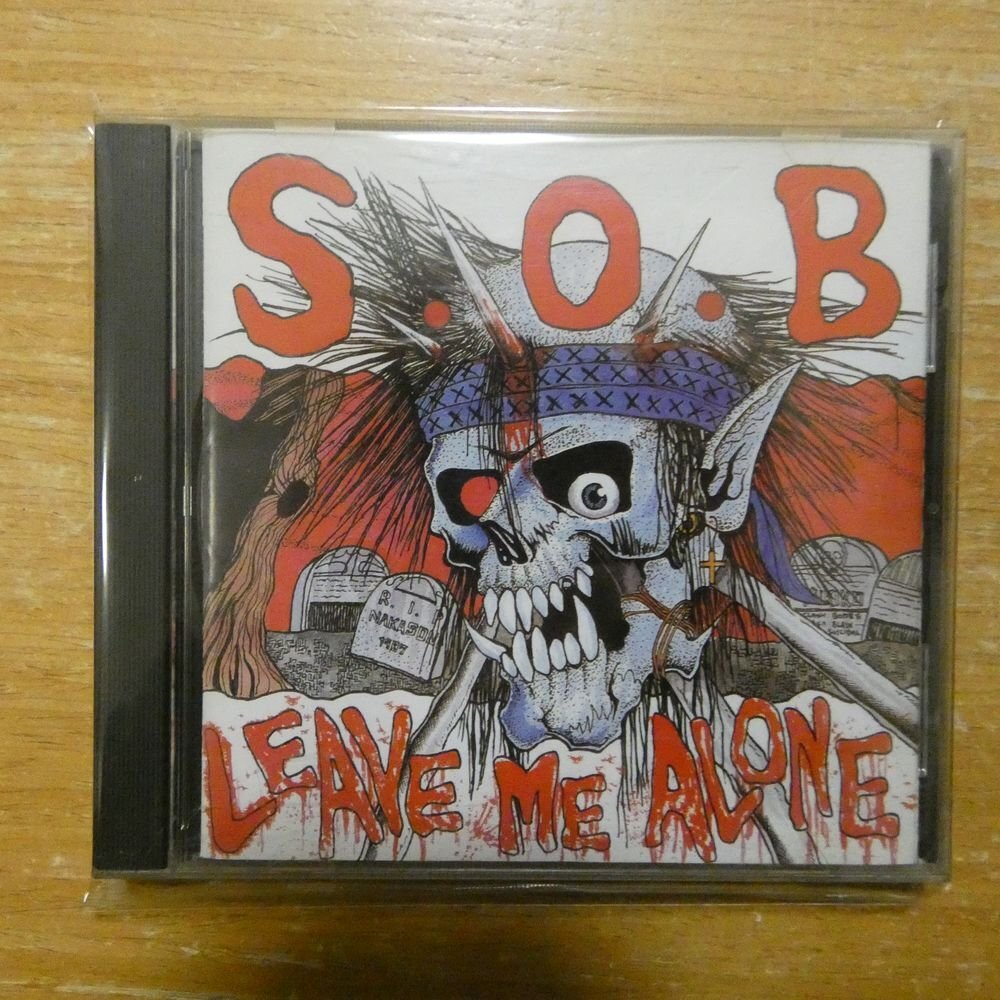 S.O.B
R. I. P
NAKASON
1987
LEAVE ME ALONE